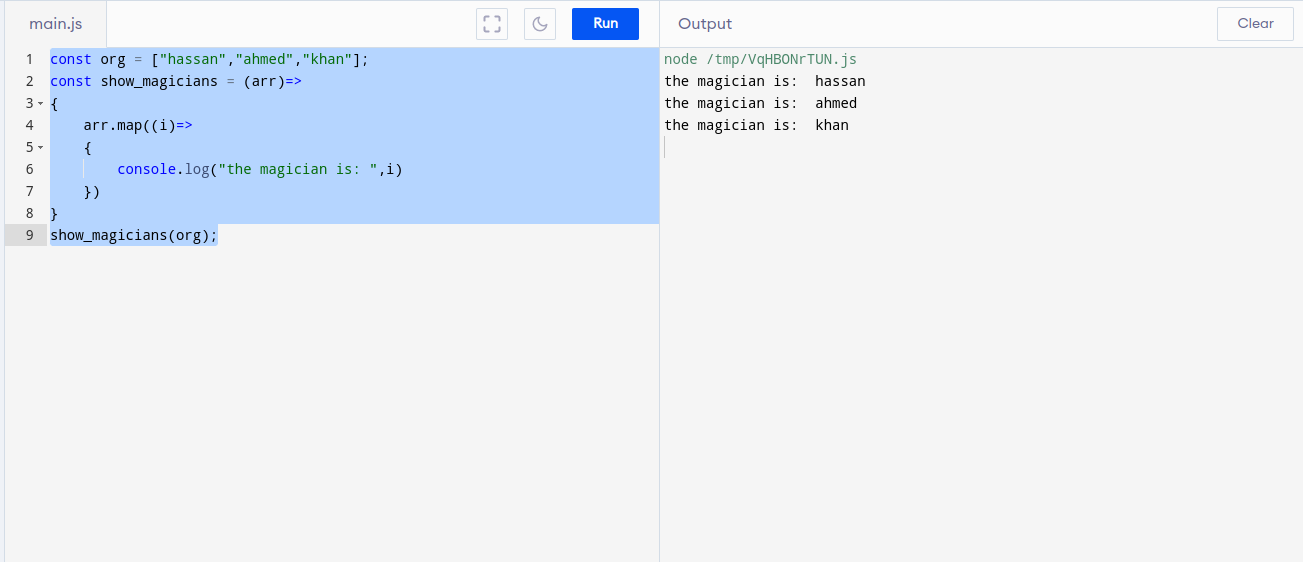 main.js
Run
1 const org = ["hassan","ahmed","khan"];
2 const show_magicians = (arr)=>
3 {
4     arr.map((i)=>
5     {
6         console.log("the magician is: ",i)
7     })
8 }
9 show_magicians(org);
Output
Clear
node /tmp/VqHBONrTUN.js
the magician is:  hassan
the magician is:  ahmed
the magician is:  khan